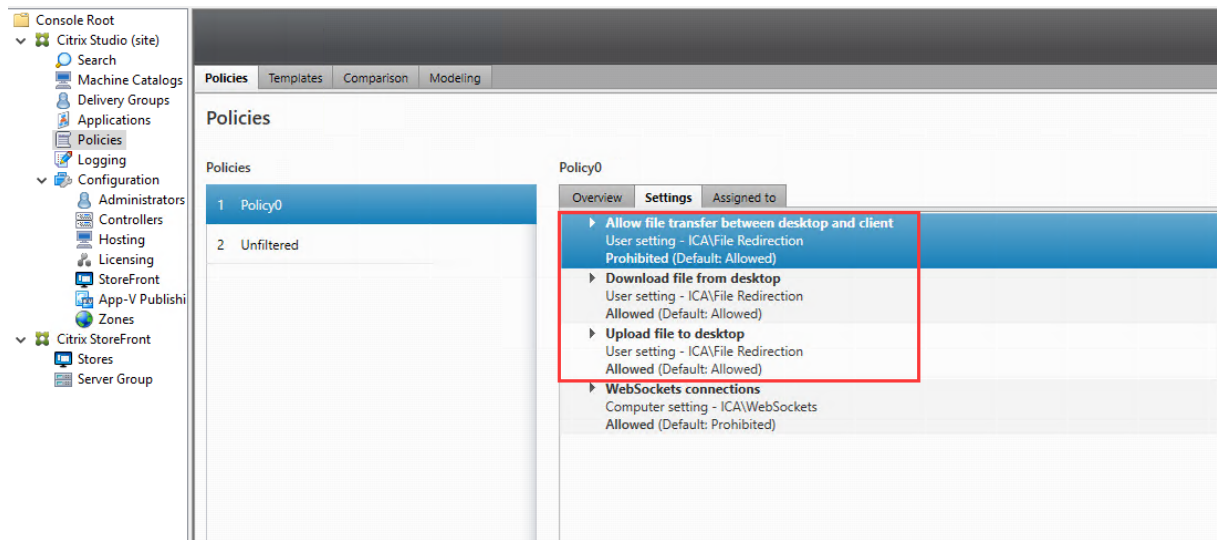 Console Root
Citrix Studio (site)
Search
Machine Catalogs
Delivery Groups
Applications
Policies
Logging
Configuration
Administrators
Controllers
Hosting
Licensing
StoreFront
App-V Publishi
Zones
Citrix StoreFront
Stores
Server Group
Policies Templates Comparison Modeling
Policies
Policies
1 Policy0
2 Unfiltered
Policy0
Overview Settings Assigned to
Allow file transfer between desktop and client
User setting - ICA\File Redirection
Prohibited (Default: Allowed)
Download file from desktop
User setting - ICA\File Redirection
Allowed (Default: Allowed)
Upload file to desktop
User setting - ICA\File Redirection
Allowed (Default: Allowed)
WebSockets connections
Computer setting - ICA\WebSockets
Allowed (Default: Prohibited)